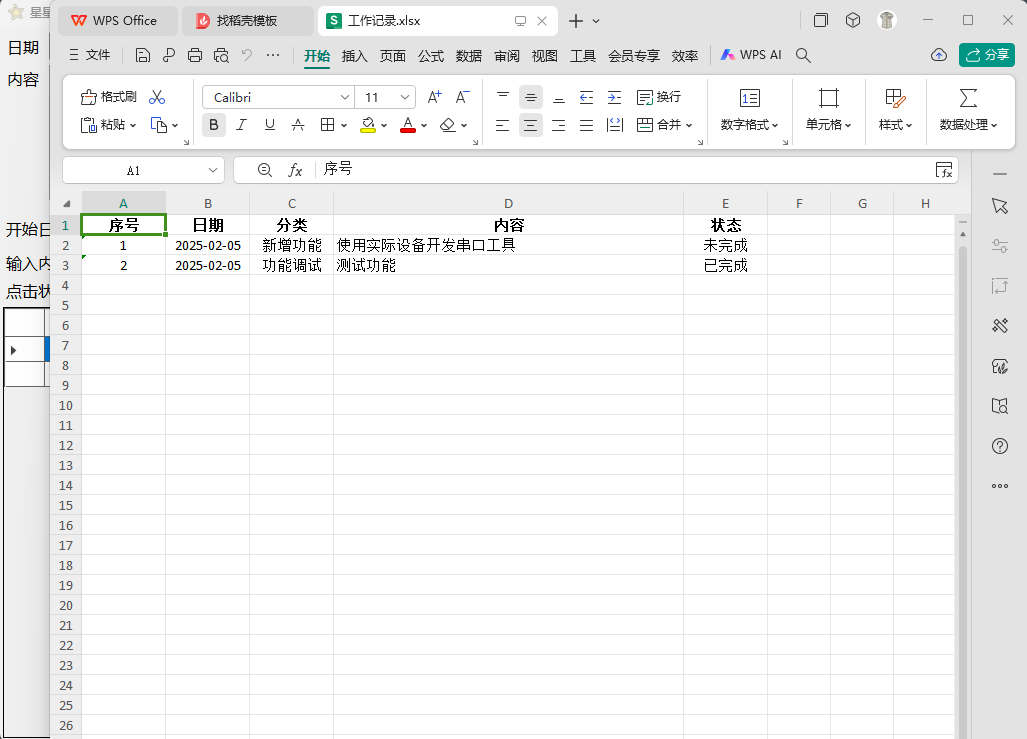 星星
日期
内容
开始日
输入内
点击状
WPS Office
找稻壳模板
S 工作记录.xlsx
文件
开始 插入 页面 公式 数据 审阅 视图 工具 会员专享 效率
WPS AI
分享
格式刷
Calibri 11
换行
粘贴
B I U A A
合并
数字格式
单元格
样式
数据处理
A1
fx 序号
A B C D E F G H
1 序号 日期 分类 内容 状态
2 1 2025-02-05 新增功能 使用实际设备开发串口工具 未完成
3 2 2025-02-05 功能调试 测试功能 已完成
4
5
6
7
8
9
10
11
12
13
14
15
16
17
18
19
20
21
22
23
24
25
26